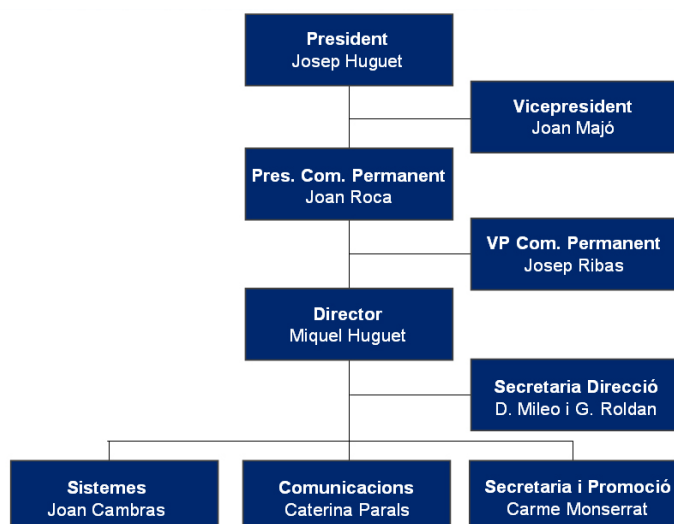 President
Josep Huguet
Vicepresident
Joan Majó
Pres. Com. Permanent
Joan Roca
VP Com. Permanent
Josep Ribas
Director
Miquel Huguet
Secretaria Direcció
D. Mileo i G. Roldan
Sistemes
Joan Cambras
Comunicacions
Caterina Parals
Secretaria i Promoció
Carme Monserrat